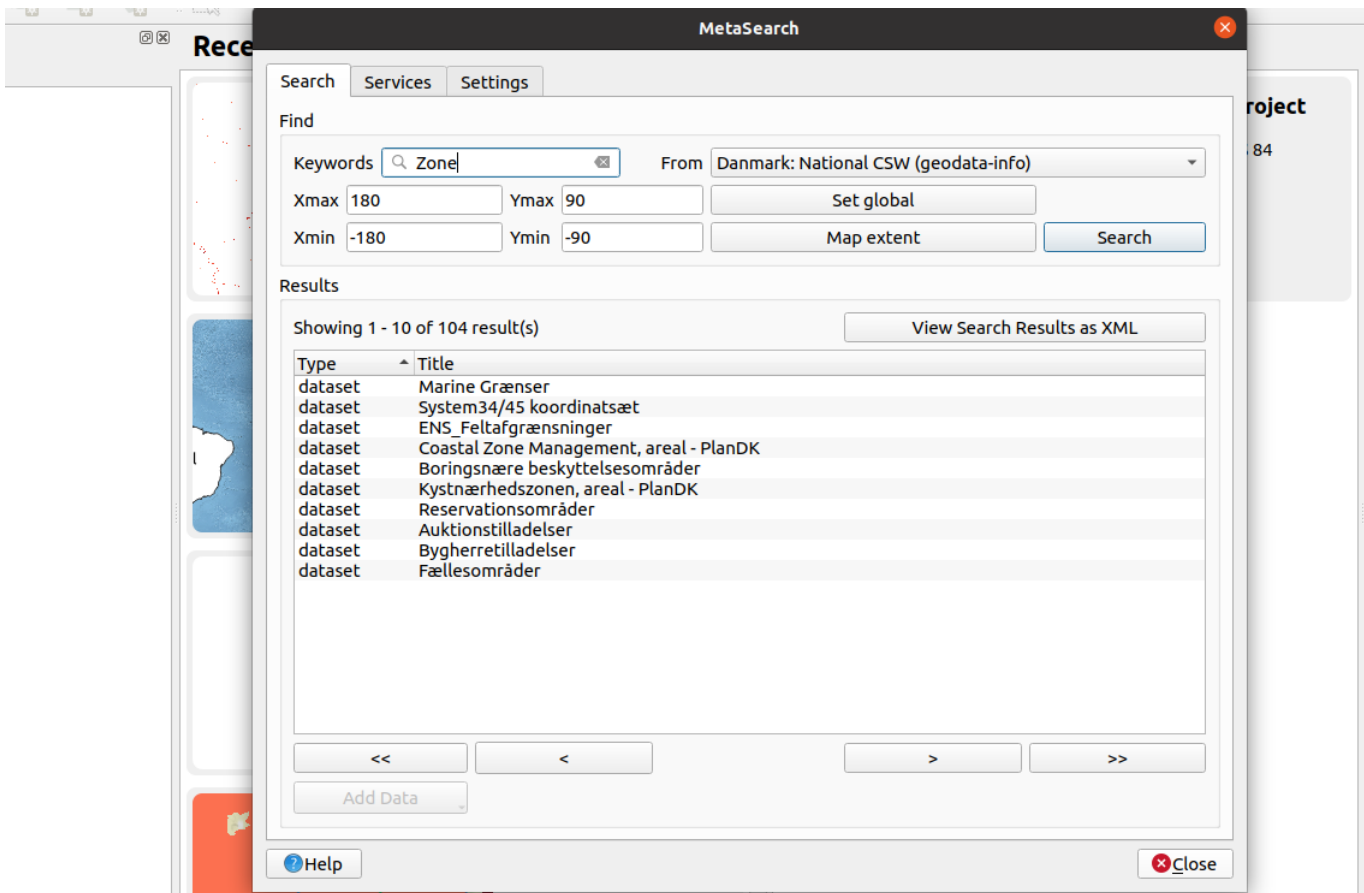 Rece
MetaSearch
Search Services Settings
roject
Find
Keywords Zone From Danmark: National CSW (geodata-info)
84
Xmax 180 Ymax 90 Set global
Xmin -180 Ymin -90 Map extent Search
Results
Showing 1 - 10 of 104 result(s) View Search Results as XML
Type Title
dataset Marine Grænser
dataset System34/45 koordinatsæt
dataset ENS_Feltafgrænsninger
dataset Coastal Zone Management, areal - PlanDK
dataset Boringsnære beskyttelsesområder
dataset Kystnærhedszonen, areal - PlanDK
dataset Reservationsområder
dataset Auktionstilladelser
dataset Bygherretilladelser
dataset Fællesområder
<< < > >>
Add Data
Help Close